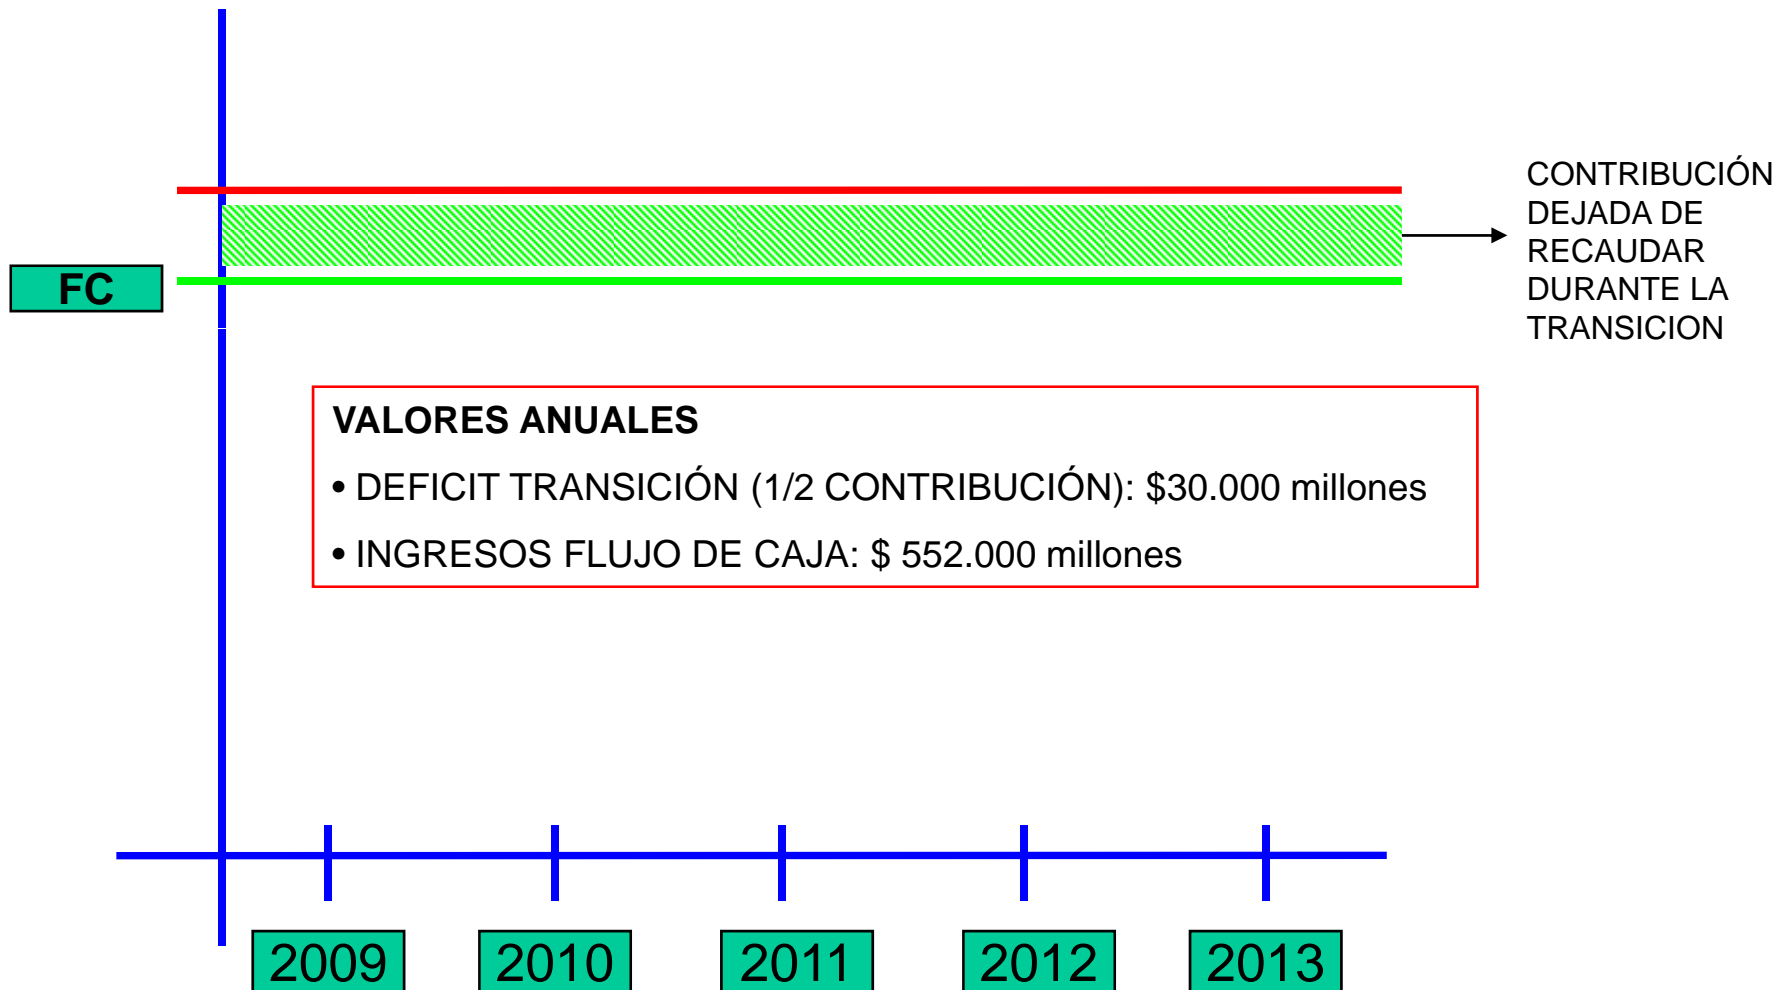 CONTRIBUCIÓN
DEJADA DE
RECAUDAR
DURANTE LA
TRANSICION
FC
VALORES ANUALES
• DEFICIT TRANSICIÓN (1/2 CONTRIBUCIÓN): $30.000 millones
• INGRESOS FLUJO DE CAJA: $ 552.000 millones
2009 2010 2011 2012 2013